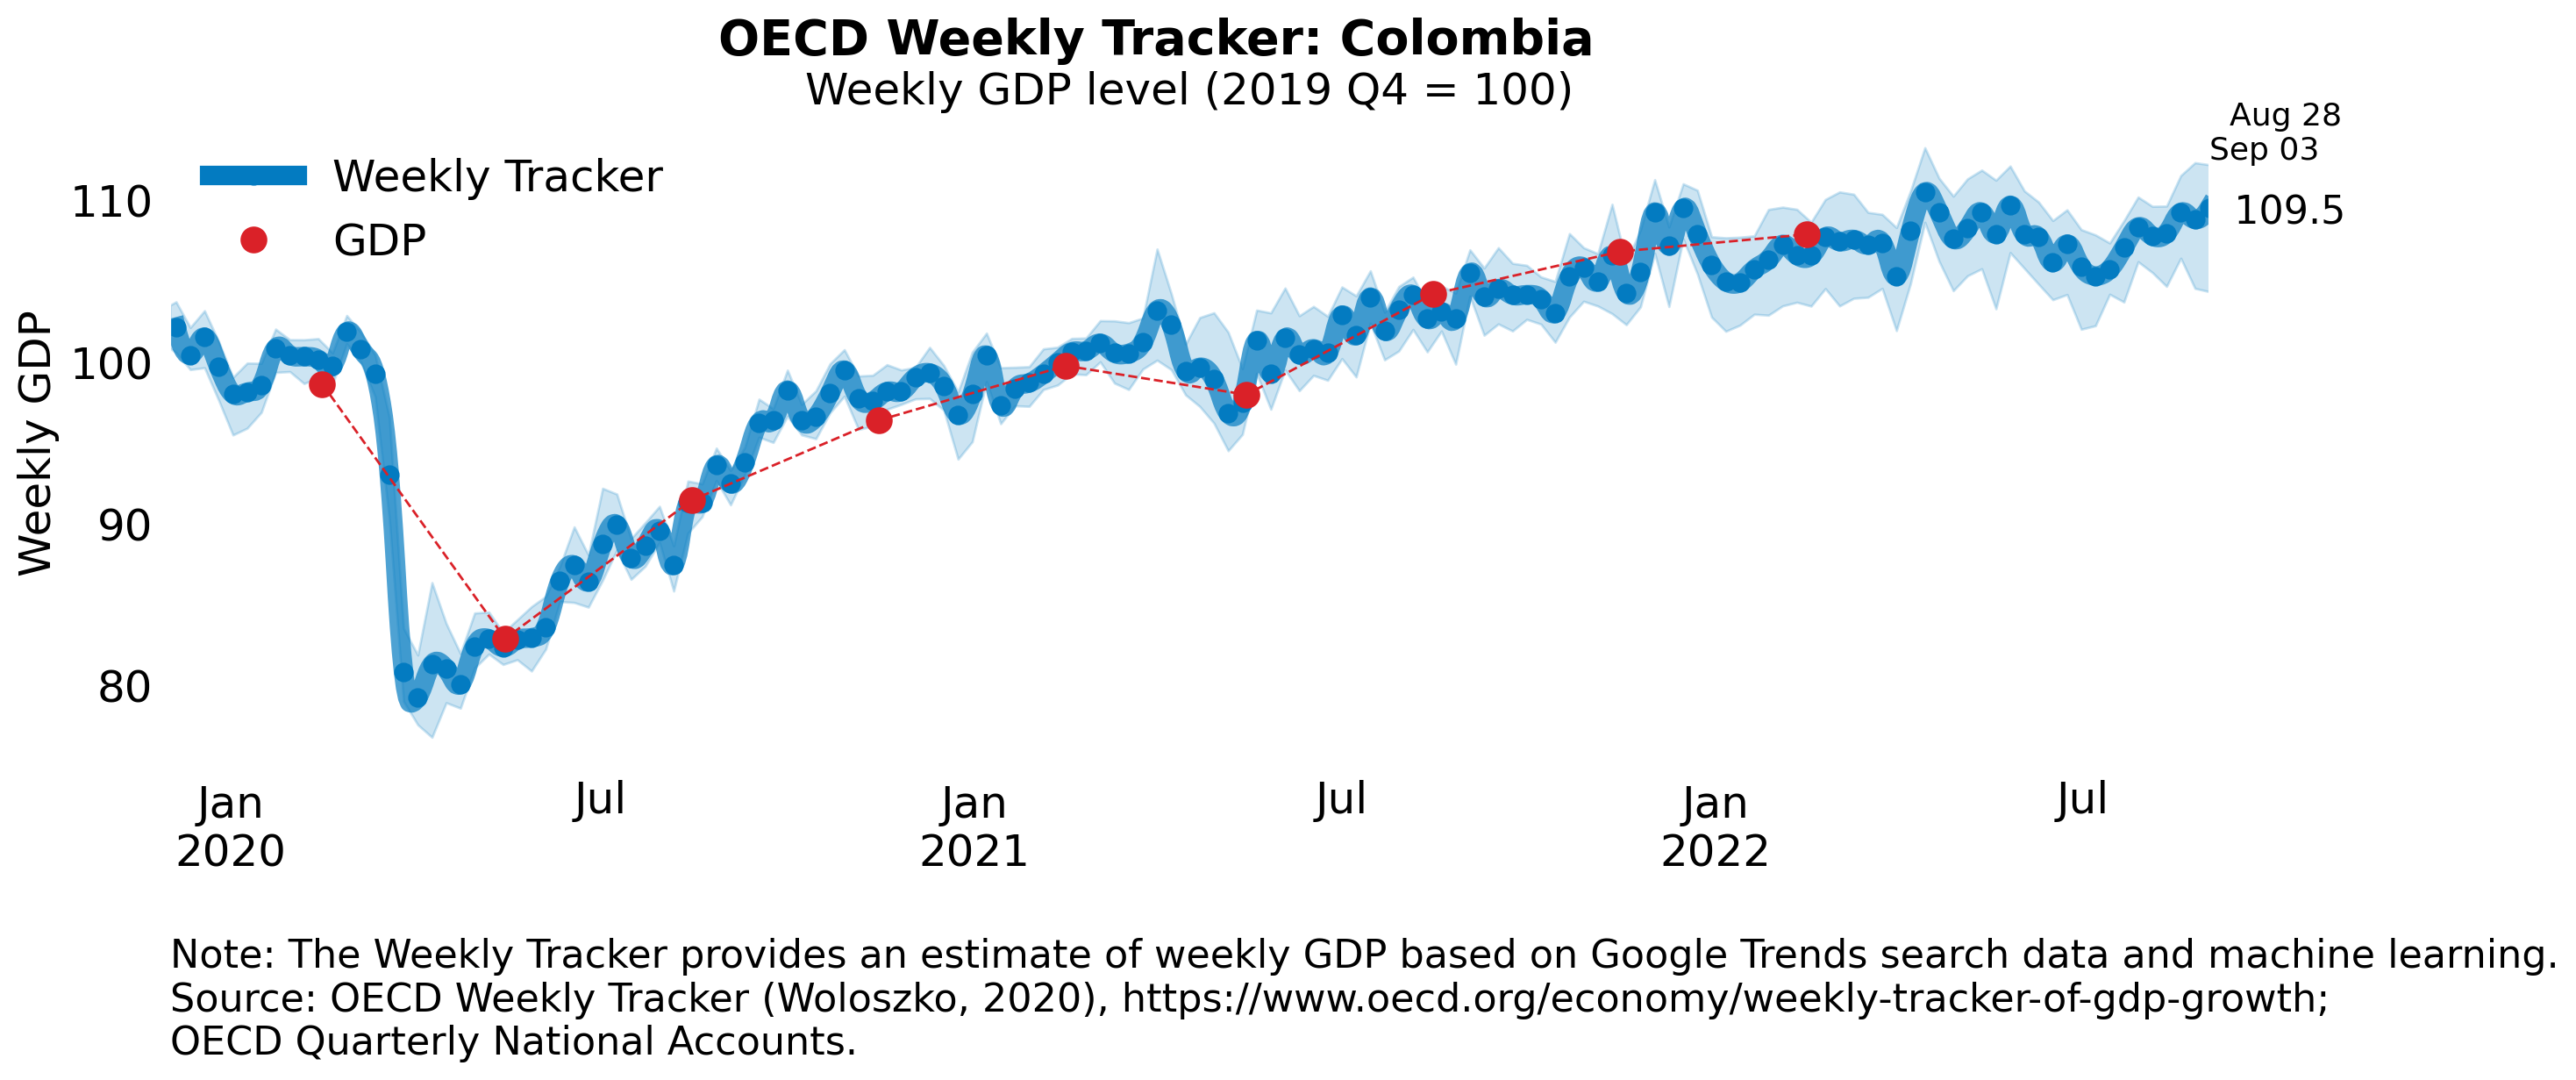 OECD Weekly Tracker: Colombia
Weekly GDP level (2019 Q4 = 100)
Aug 28
Sep 03
109.5
Weekly Tracker
GDP
Weekly GDP
110
100
90
80
Jan
2020
Jul
Jan
2021
Jul
Jan
2022
Jul
Note: The Weekly Tracker provides an estimate of weekly GDP based on Google Trends search data and machine learning.
Source: OECD Weekly Tracker (Woloszko, 2020), https://www.oecd.org/economy/weekly-tracker-of-gdp-growth;
OECD Quarterly National Accounts.